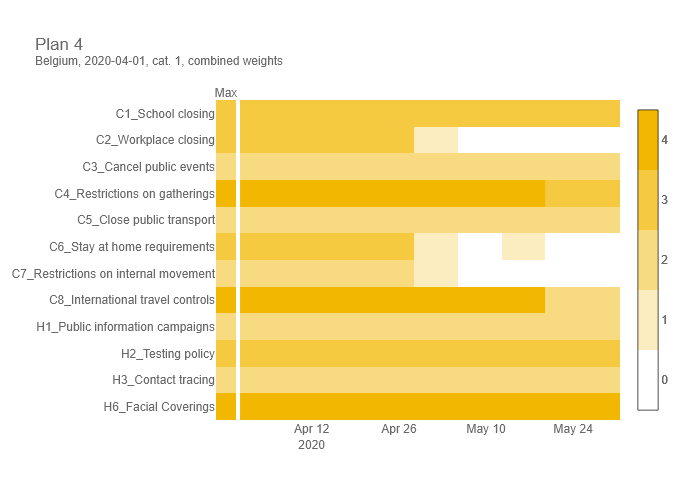 Plan 4
Belgium, 2020-04-01, cat. 1, combined weights
Max
C1_School closing
C2_Workplace closing
C3_Cancel public events
C4_Restrictions on gatherings
C5_Close public transport
C6_Stay at home requirements
C7_Restrictions on internal movement
C8_International travel controls
H1_Public information campaigns
H2_Testing policy
H3_Contact tracing
H6_Facial Coverings
Apr 12
2020
Apr 26
May 10
May 24
4
3
2
1
0